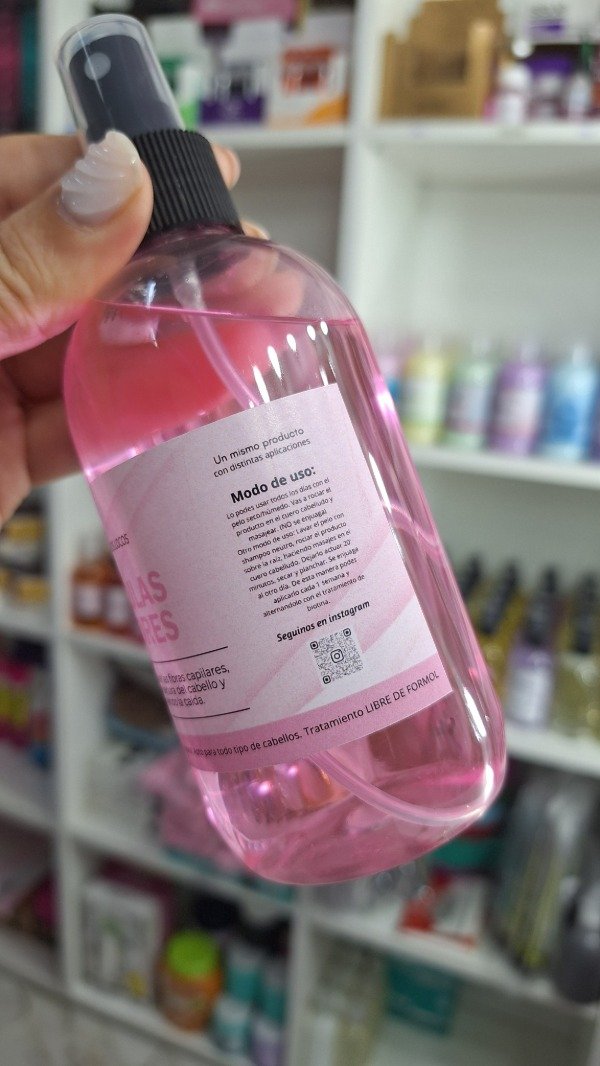 Un mismo producto
con distintas aplicaciones
Modo de uso:
Lo podes usar todos los días con el
pelo seco/húmedo. Vas a rociar el
producto en el cuero cabelludo y
masajear. (NO se enjuaga)
Otro modo de uso: Lavar el pelo con
shampoo neutro, rociar el producto
sobre la raíz, haciendo masajes en el
cuero cabelludo. Dejarlo actuar 20'
minutos, secar y planchar. Se enjuaga
al otro día. De esta manera podés
aplicarlo cada 1 semana y
alternandole con el tratamiento de
biotina.
Seguinos en instagram
LAS
fibras capilares,
del cabello y
caida.
Apto para todo tipo de cabellos. Tratamiento LIBRE DE FORMOL